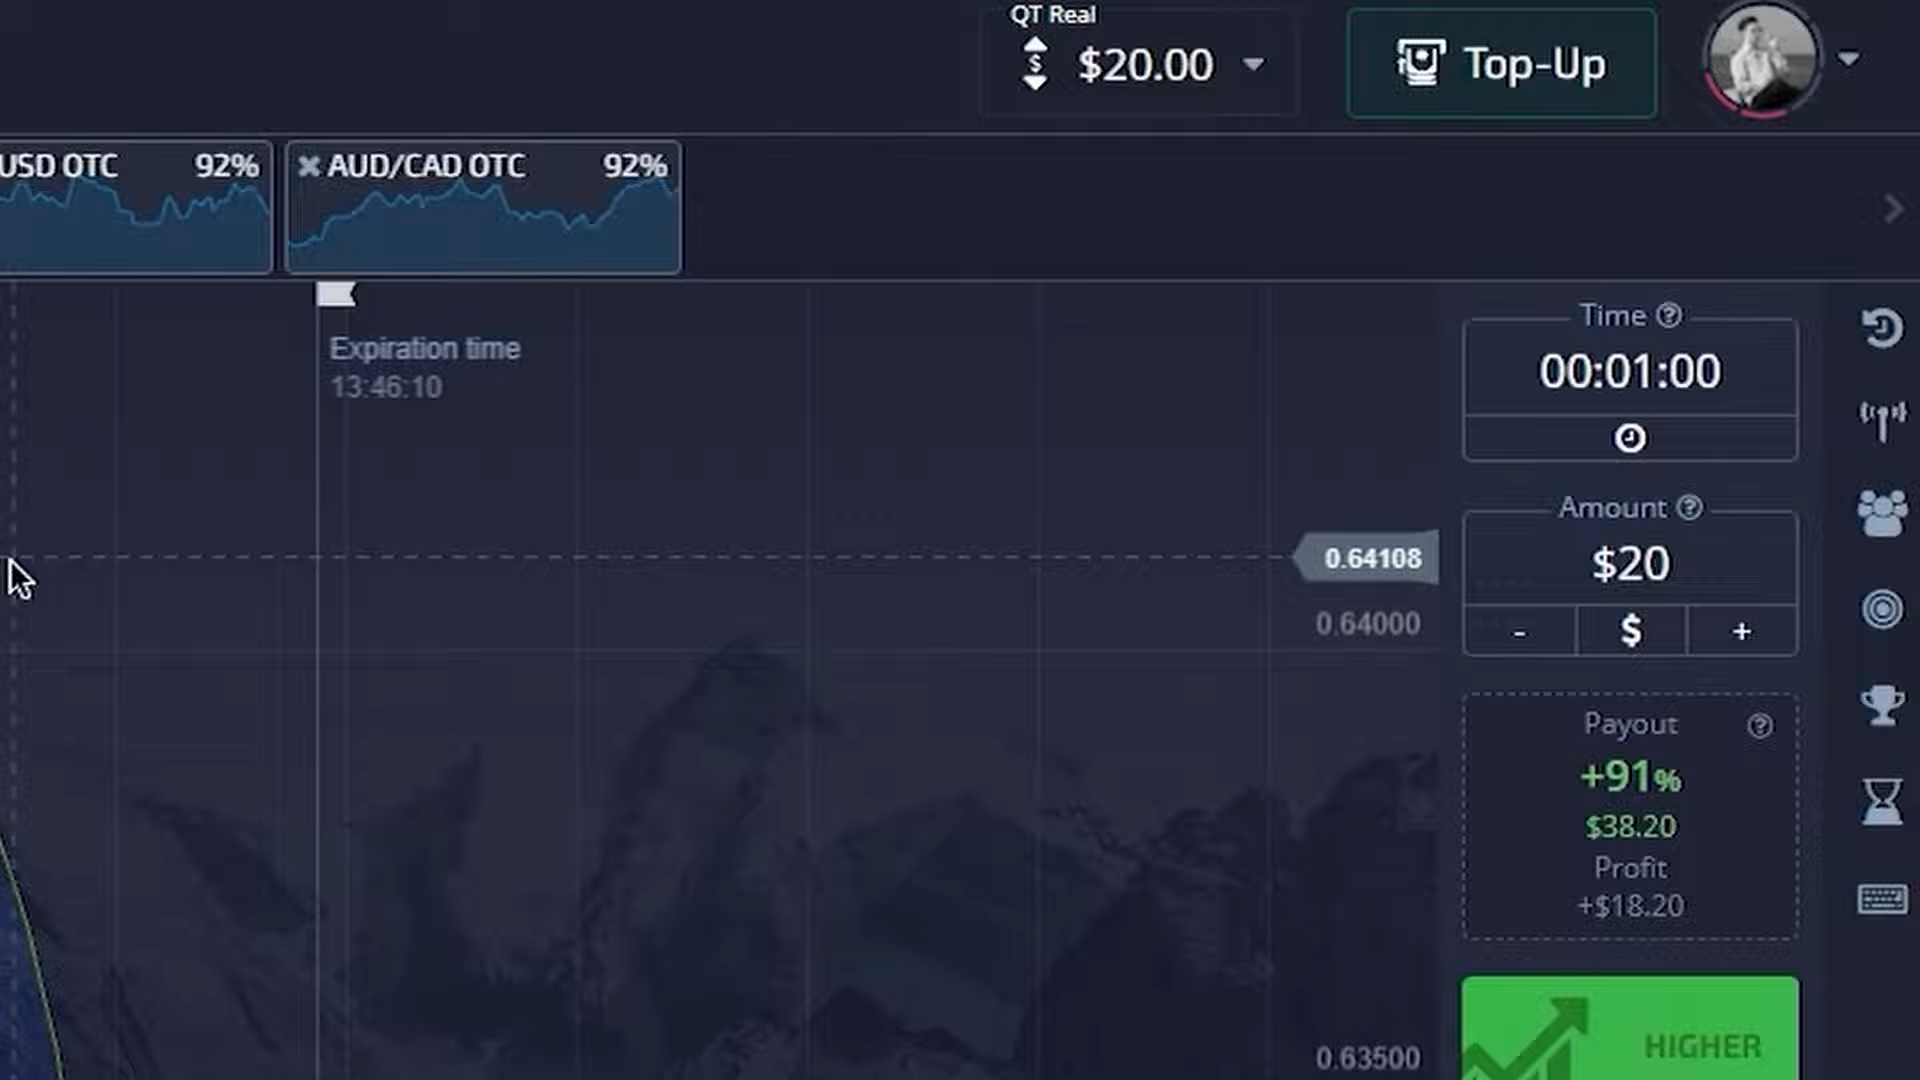 QT Real
$20.00
Top-Up
USD OTC 92%
AUD/CAD OTC 92%
Expiration time
13:46:10
Time
00:01:00
Amount
0.64108
$20
0.64000
- $ +
Payout
+91%
$38.20
Profit
+$18.20
HIGHER
0.63500